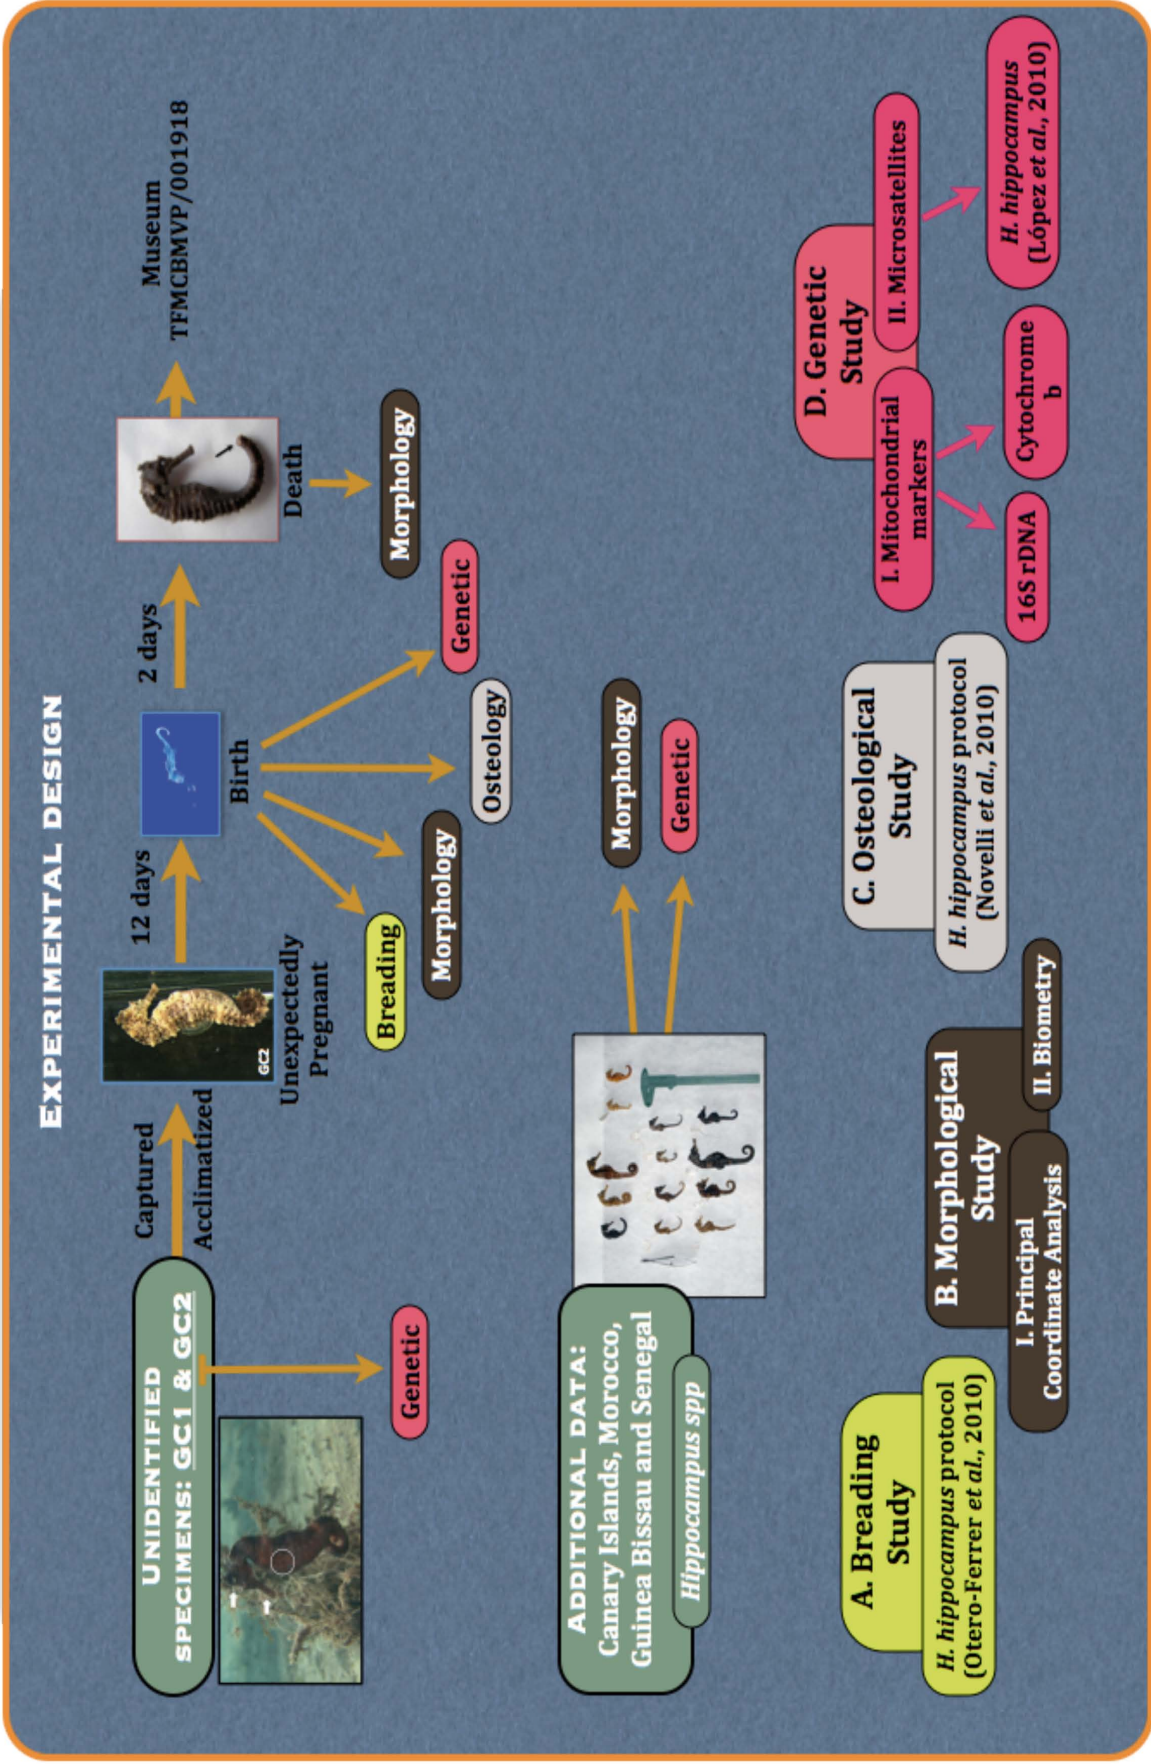 EXPERIMENTAL DESIGN
UNIDENTIFIED
SPECIMENS: GC1 & GC2
Captured
Acclimatized
GC2
Unexpectedly
Pregnant
12 days
Birth
2 days
Death
Museum
TFMCBMVP/001918
Genetic
Breading
Morphology
Osteology
Genetic
Morphology
ADDITIONAL DATA:
Canary Islands, Morocco,
Guinea Bissau and Senegal
Hippocampus spp
Morphology
Genetic
A. Breading
Study
H. hippocampus protocol
(Otero-Ferrer et al., 2010)
B. Morphological
Study
I. Principal
Coordinate Analysis
II. Biometry
C. Osteological
Study
H. hippocampus protocol
(Novelli et al., 2010)
D. Genetic
Study
I. Mitochondrial
markers
II. Microsatellites
16S rDNA
Cytochrome
b
H. hippocampus
(López et al., 2010)